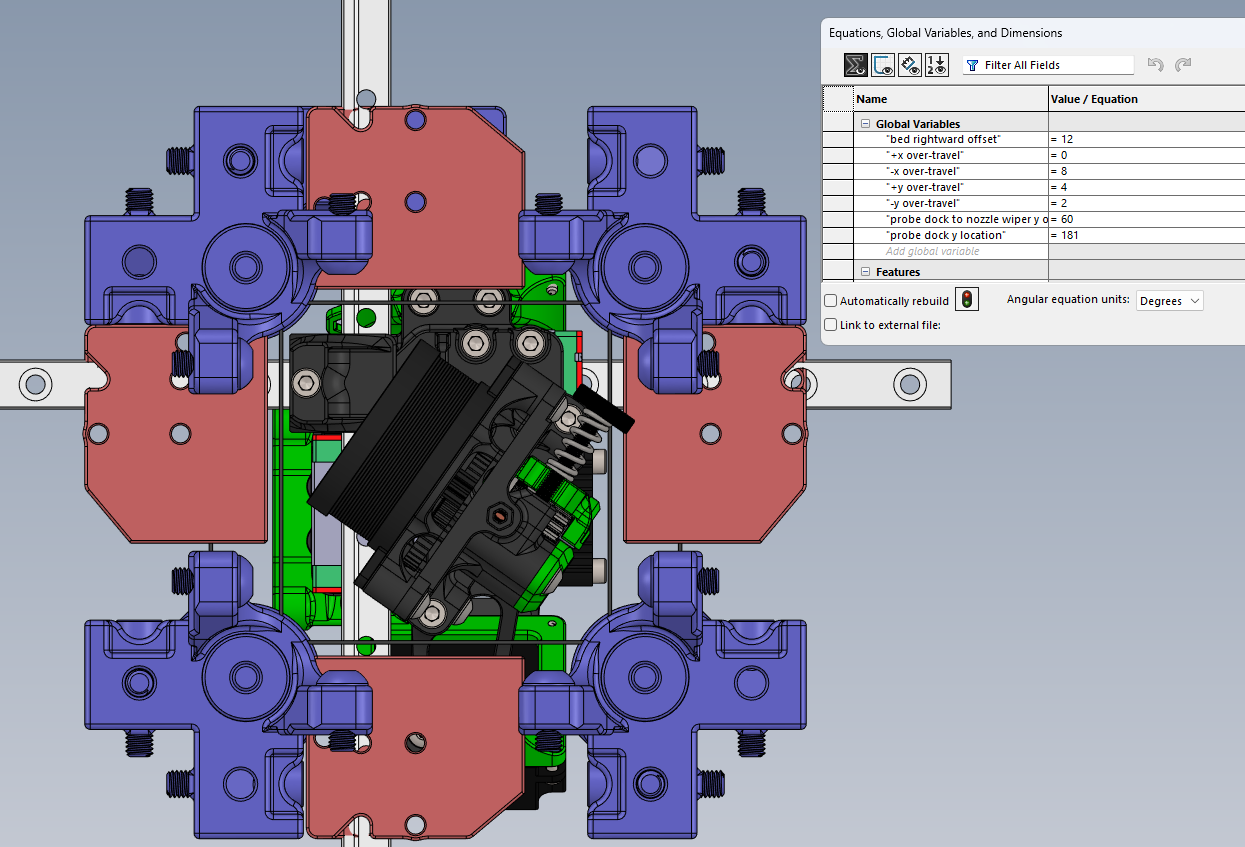 Equations, Global Variables, and Dimensions
Filter All Fields
Name Value / Equation
Global Variables
"bed rightward offset" = 12
"+x over-travel" = 0
"-x over-travel" = 8
"+y over-travel" = 4
"-y over-travel" = 2
"probe dock to nozzle wiper y o = 60
"probe dock y location" = 181
Add global variable
Features
Automatically rebuild Angular equation units: Degrees
Link to external file: